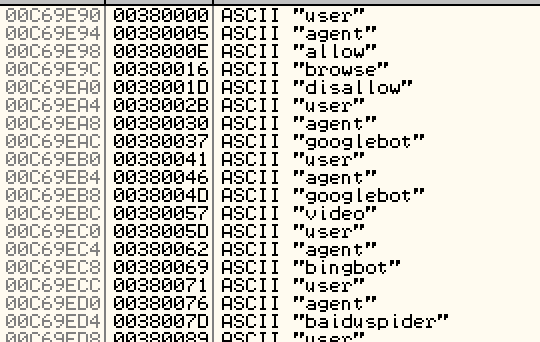 00C69E90 00380000 ASCII "user"
00C69E94 00380005 ASCII "agent"
00C69E98 0038000E ASCII "allow"
00C69E9C 00380016 ASCII "browse"
00C69EA0 0038001D ASCII "disallow"
00C69EA4 0038002B ASCII "user"
00C69EA8 00380030 ASCII "agent"
00C69EAC 00380037 ASCII "googlebot"
00C69EB0 00380041 ASCII "user"
00C69EB4 00380046 ASCII "agent"
00C69EB8 0038004D ASCII "googlebot"
00C69EBC 00380057 ASCII "video"
00C69EC0 0038005D ASCII "user"
00C69EC4 00380062 ASCII "agent"
00C69EC8 00380069 ASCII "bingbot"
00C69ECC 00380071 ASCII "user"
00C69ED0 00380076 ASCII "agent"
00C69ED4 0038007D ASCII "baiduspider"
00C69ED8 00380089 ASCII "user"